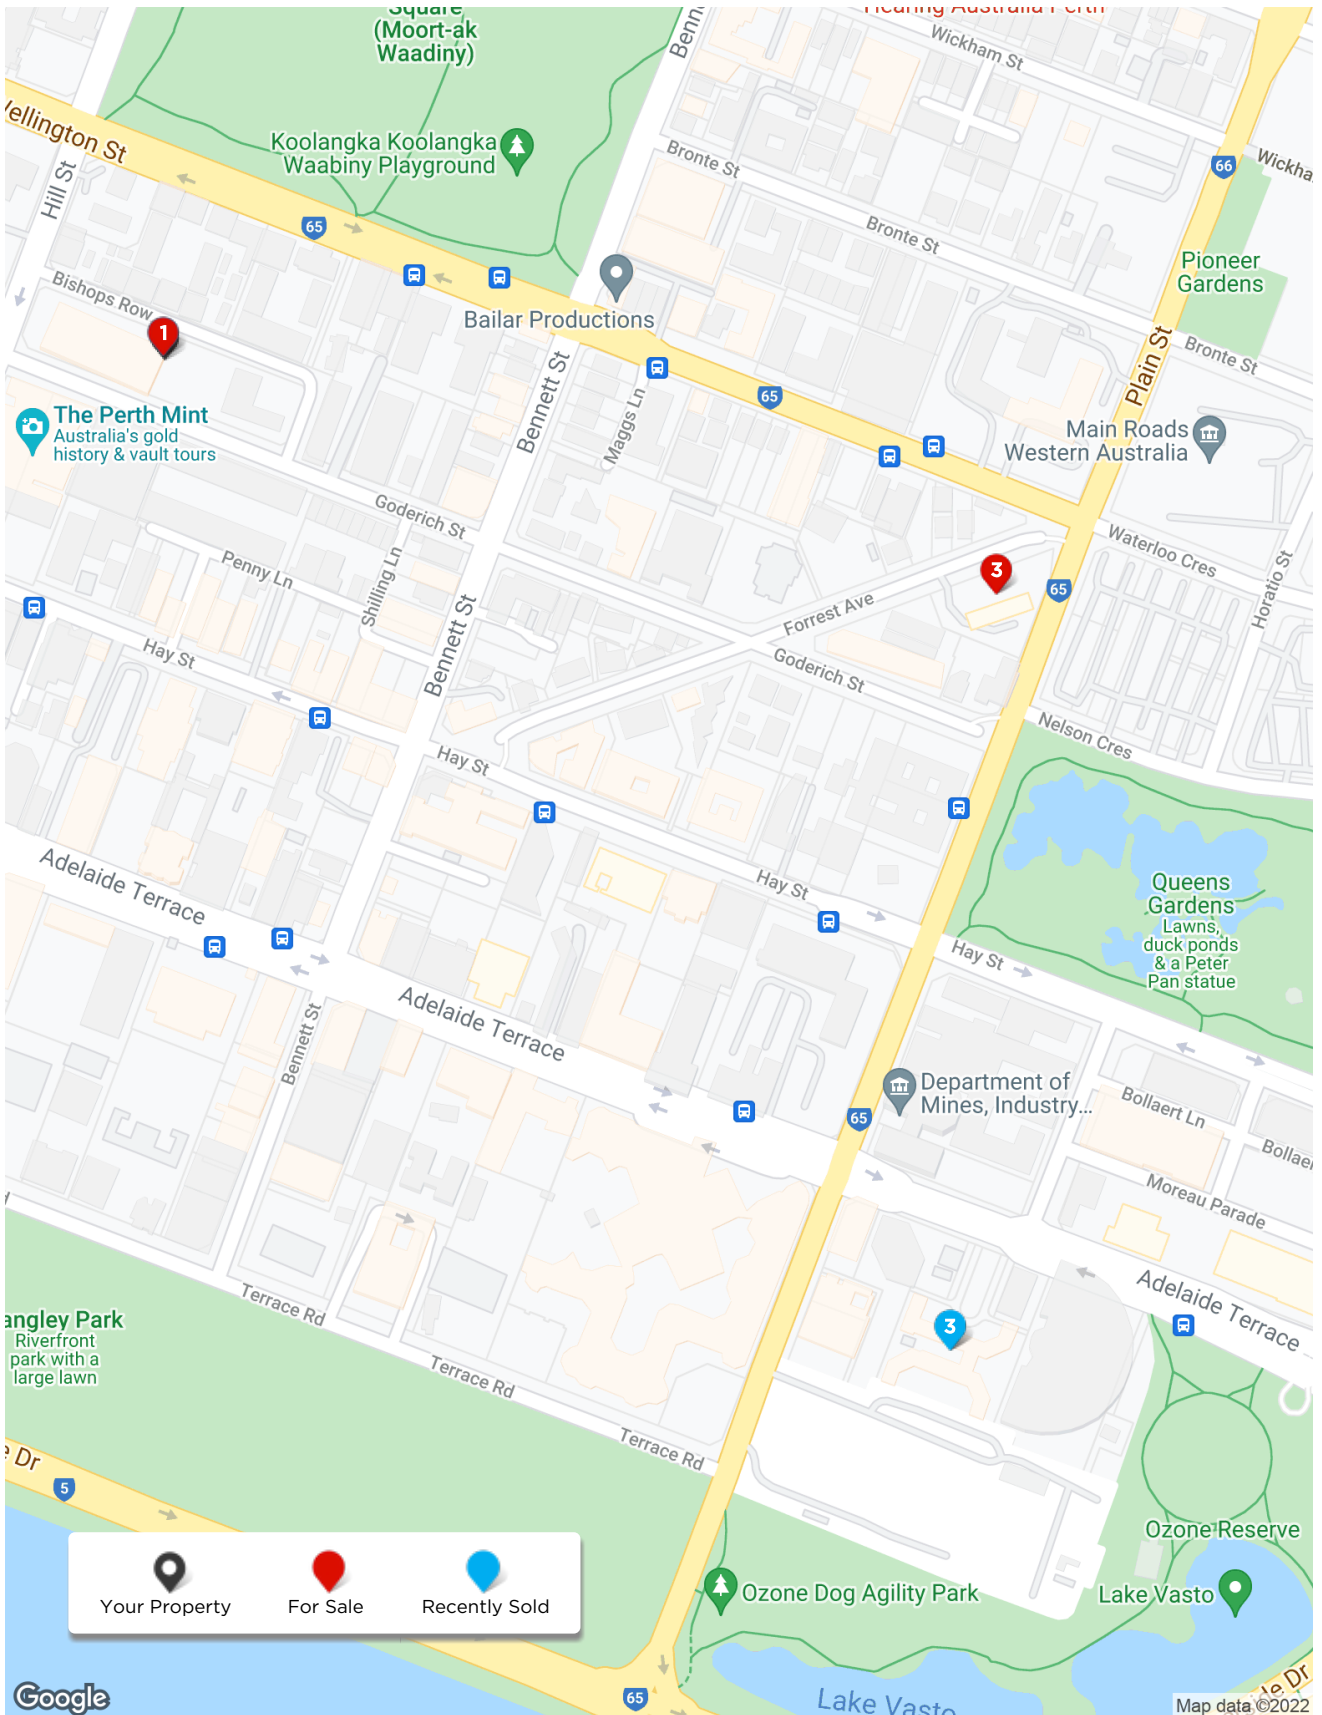 Square
(Moort-ak
Waadiny)
Hearing Australia Perth
Wickham St
Wellington St
Koolangka Koolangka
Waabiny Playground
Bronte St
66
Hill St
65
Bronte St
Pioneer
Gardens
Bishops Row
1
Bailar Productions
Bennett St
Maggs Ln
65
Plain St
Bronte St
The Perth Mint
Australia's gold
history & vault tours
Main Roads
Western Australia
Goderich St
Penny Ln
Shilling Ln
Waterloo Cres
3
65
Horatio St
Forrest Ave
Bennett St
Hay St
Goderich St
Nelson Cres
Hay St
Adelaide Terrace
Hay St
Queens
Gardens
Lawns,
duck ponds
& a Peter
Pan statue
Hay St
Adelaide Terrace
Bennett St
Department of
Mines, Industry...
65
Bollaert Ln
Moreau Parade
Adelaide Terrace
Terrace Rd
3
Langley Park
Riverfront
park with a
large lawn
Terrace Rd
Terrace Rd
5
Ozone Reserve
Your Property
For Sale
Recently Sold
Ozone Dog Agility Park
Lake Vasto
65
Lake Vasto
Google
Map data ©2022